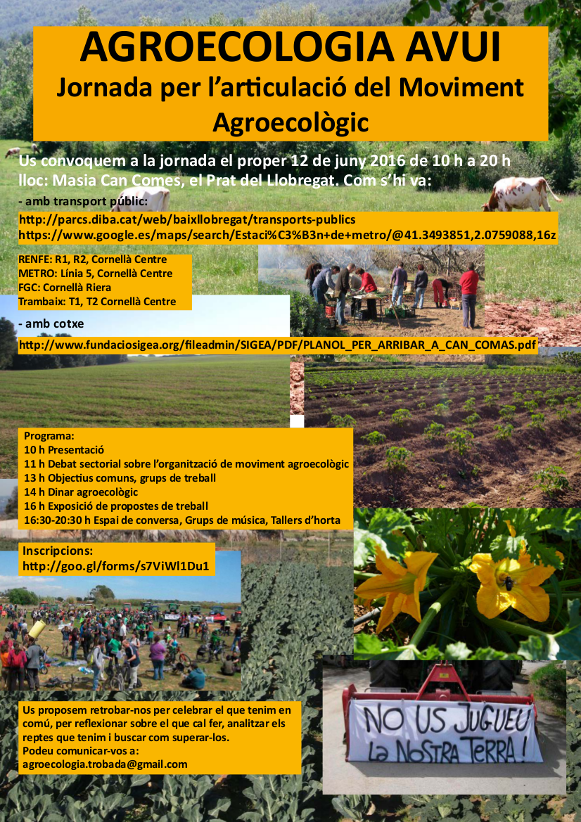 AGROECOLOGIA AVUI
Jornada per l'articulació del Moviment
Agroecològic
Us convoquem a la jornada el proper 12 de juny 2016 de 10 h a 20 h
lloc: Masia Can Comes, el Prat del Llobregat. Com s'hi va:
- amb transport públic:
http://parcs.diba.cat/web/baixllobregat/transports-publics
https://www.google.es/maps/search/Estaci%C3%B3n+de+metro/@41.3493851,2.0759088,16z
RENFE: R1, R2, Cornellà Centre
METRO: Línia 5, Cornellà Centre
FGC: Cornellà Riera
Trambaix: T1, T2 Cornellà Centre
- amb cotxe
http://www.fundaciosigea.org/fileadmin/SIGEA/PDF/PLANOL_PER_ARRIBAR_A_CAN_COMAS.pdf
Programa:
10 h Presentació
11 h Debat sectorial sobre l'organització de moviment agroecològic
13 h Objectius comuns, grups de treball
14 h Dinar agroecològic
16 h Exposició de propostes de treball
16:30-20:30 h Espai de conversa, Grups de música, Tallers d'horta
Inscripcions:
http://goo.gl/forms/s7ViWl1Du1
Us proposem retrobar-nos per celebrar el que tenim en
comú, per reflexionar sobre el que cal fer, analitzar els
reptes que tenim i buscar com superar-los.
Podeu comunicar-vos a:
agroecologia.trobada@gmail.com
NO US JUGUEU
La NoSTRA TeRRA!